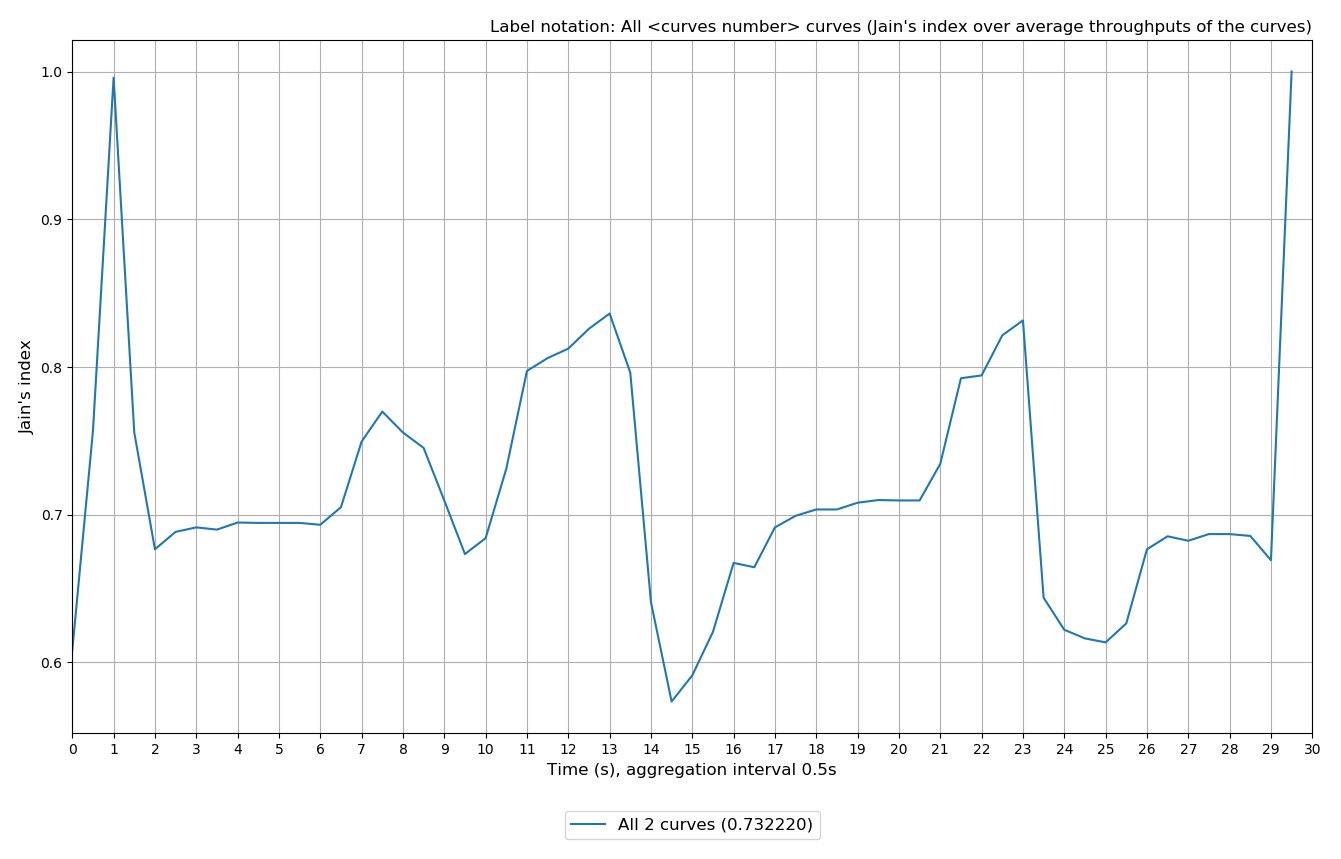 Label notation: All <curves number> curves (Jain's index over average throughputs of the curves)
1.0
0.9
0.8
0.7
0.6
Jain's index
0 1 2 3 4 5 6 7 8 9 10 11 12 13 14 15 16 17 18 19 20 21 22 23 24 25 26 27 28 29 30
Time (s), aggregation interval 0.5s
All 2 curves (0.732220)